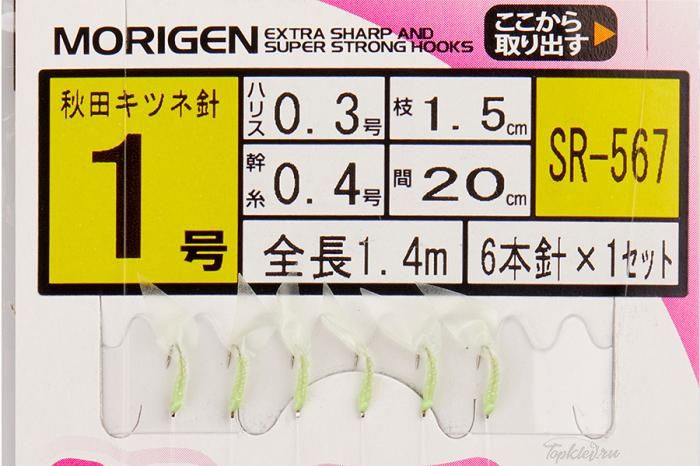 MORIGEN EXTRA SHARP AND
SUPER STRONG HOOKS
ここから
取り出す
秋田キツネ針
1号
ハリス 0.3号
枝 1.5cm
幹糸 0.4号
間 20cm
SR-567
全長1.4m
6本針×1セット
Topklev.ru